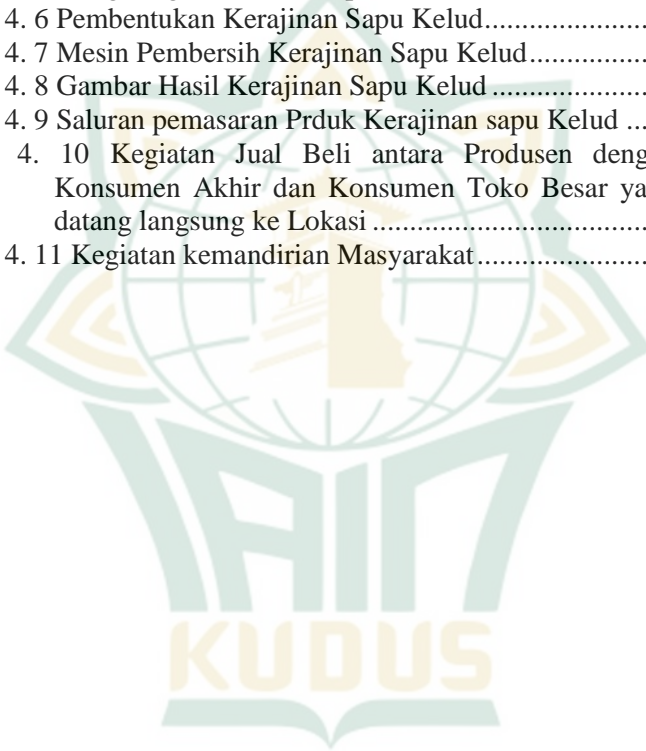 4. 6 Pembentukan Kerajinan Sapu Kelud....................
4. 7 Mesin Pembersih Kerajinan Sapu Kelud...............
4. 8 Gambar Hasil Kerajinan Sapu Kelud....................
4. 9 Saluran pemasaran Prduk Kerajinan sapu Kelud ...
4. 10 Kegiatan Jual Beli antara Produsen deng
Konsumen Akhir dan Konsumen Toko Besar ya
datang langsung ke Lokasi ...................................
4. 11 Kegiatan kemandirian Masyarakat......................
IAIN
KUDUS